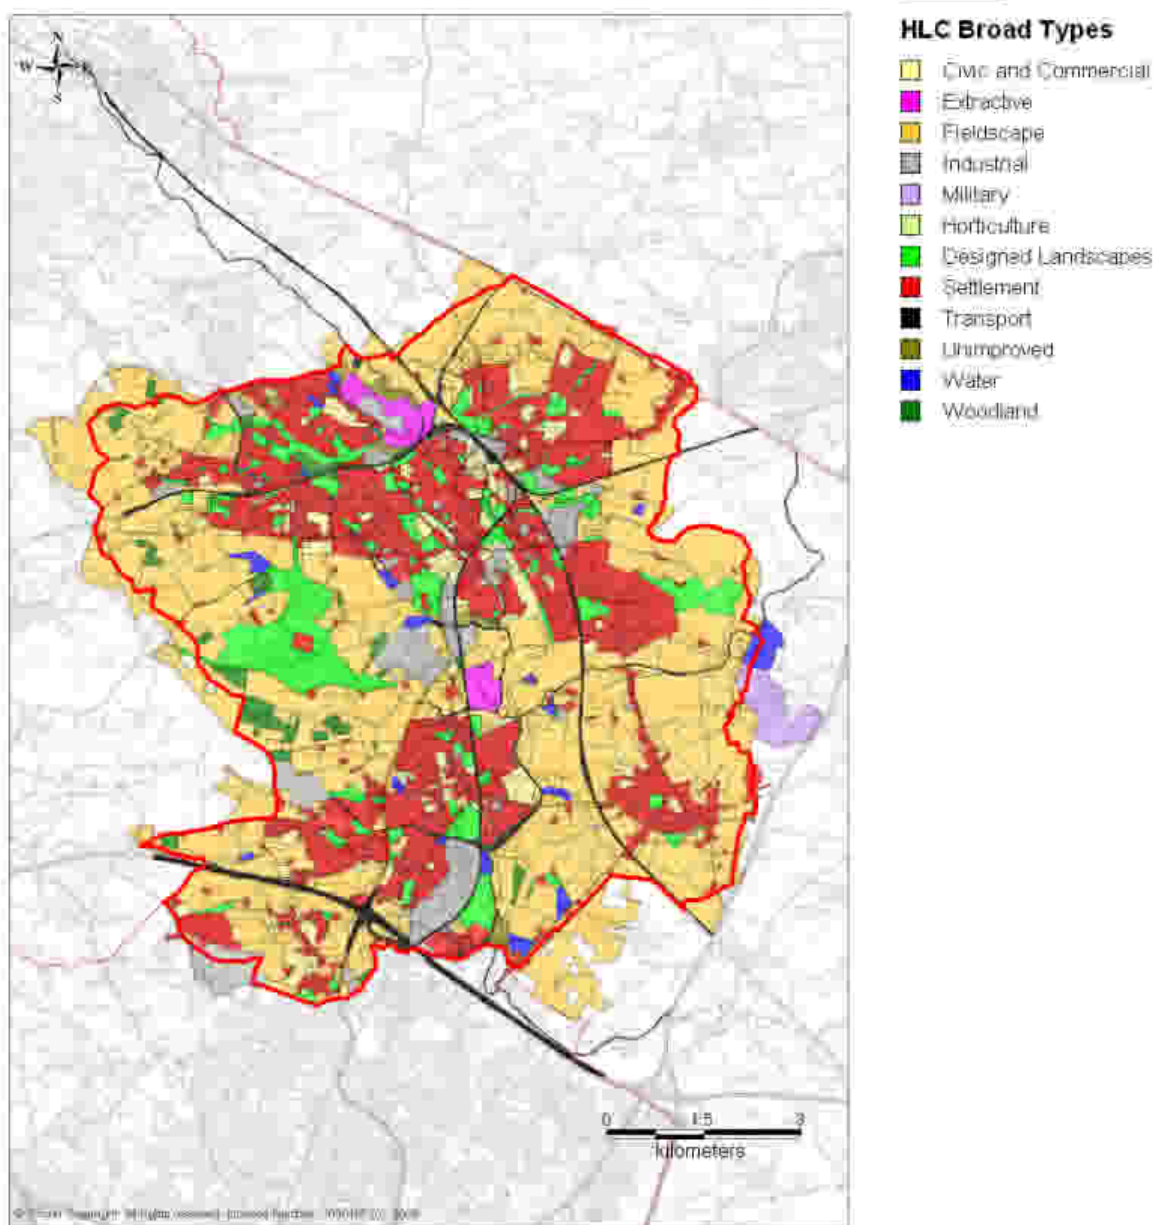 HLC Broad Types
Civic and Commercial
Extractive
Fieldscape
Industrial
Military
Horticulture
Designed Landscapes
Settlement
Transport
Unimproved
Water
Woodland
N
W
S
0 1.5 3
kilometers